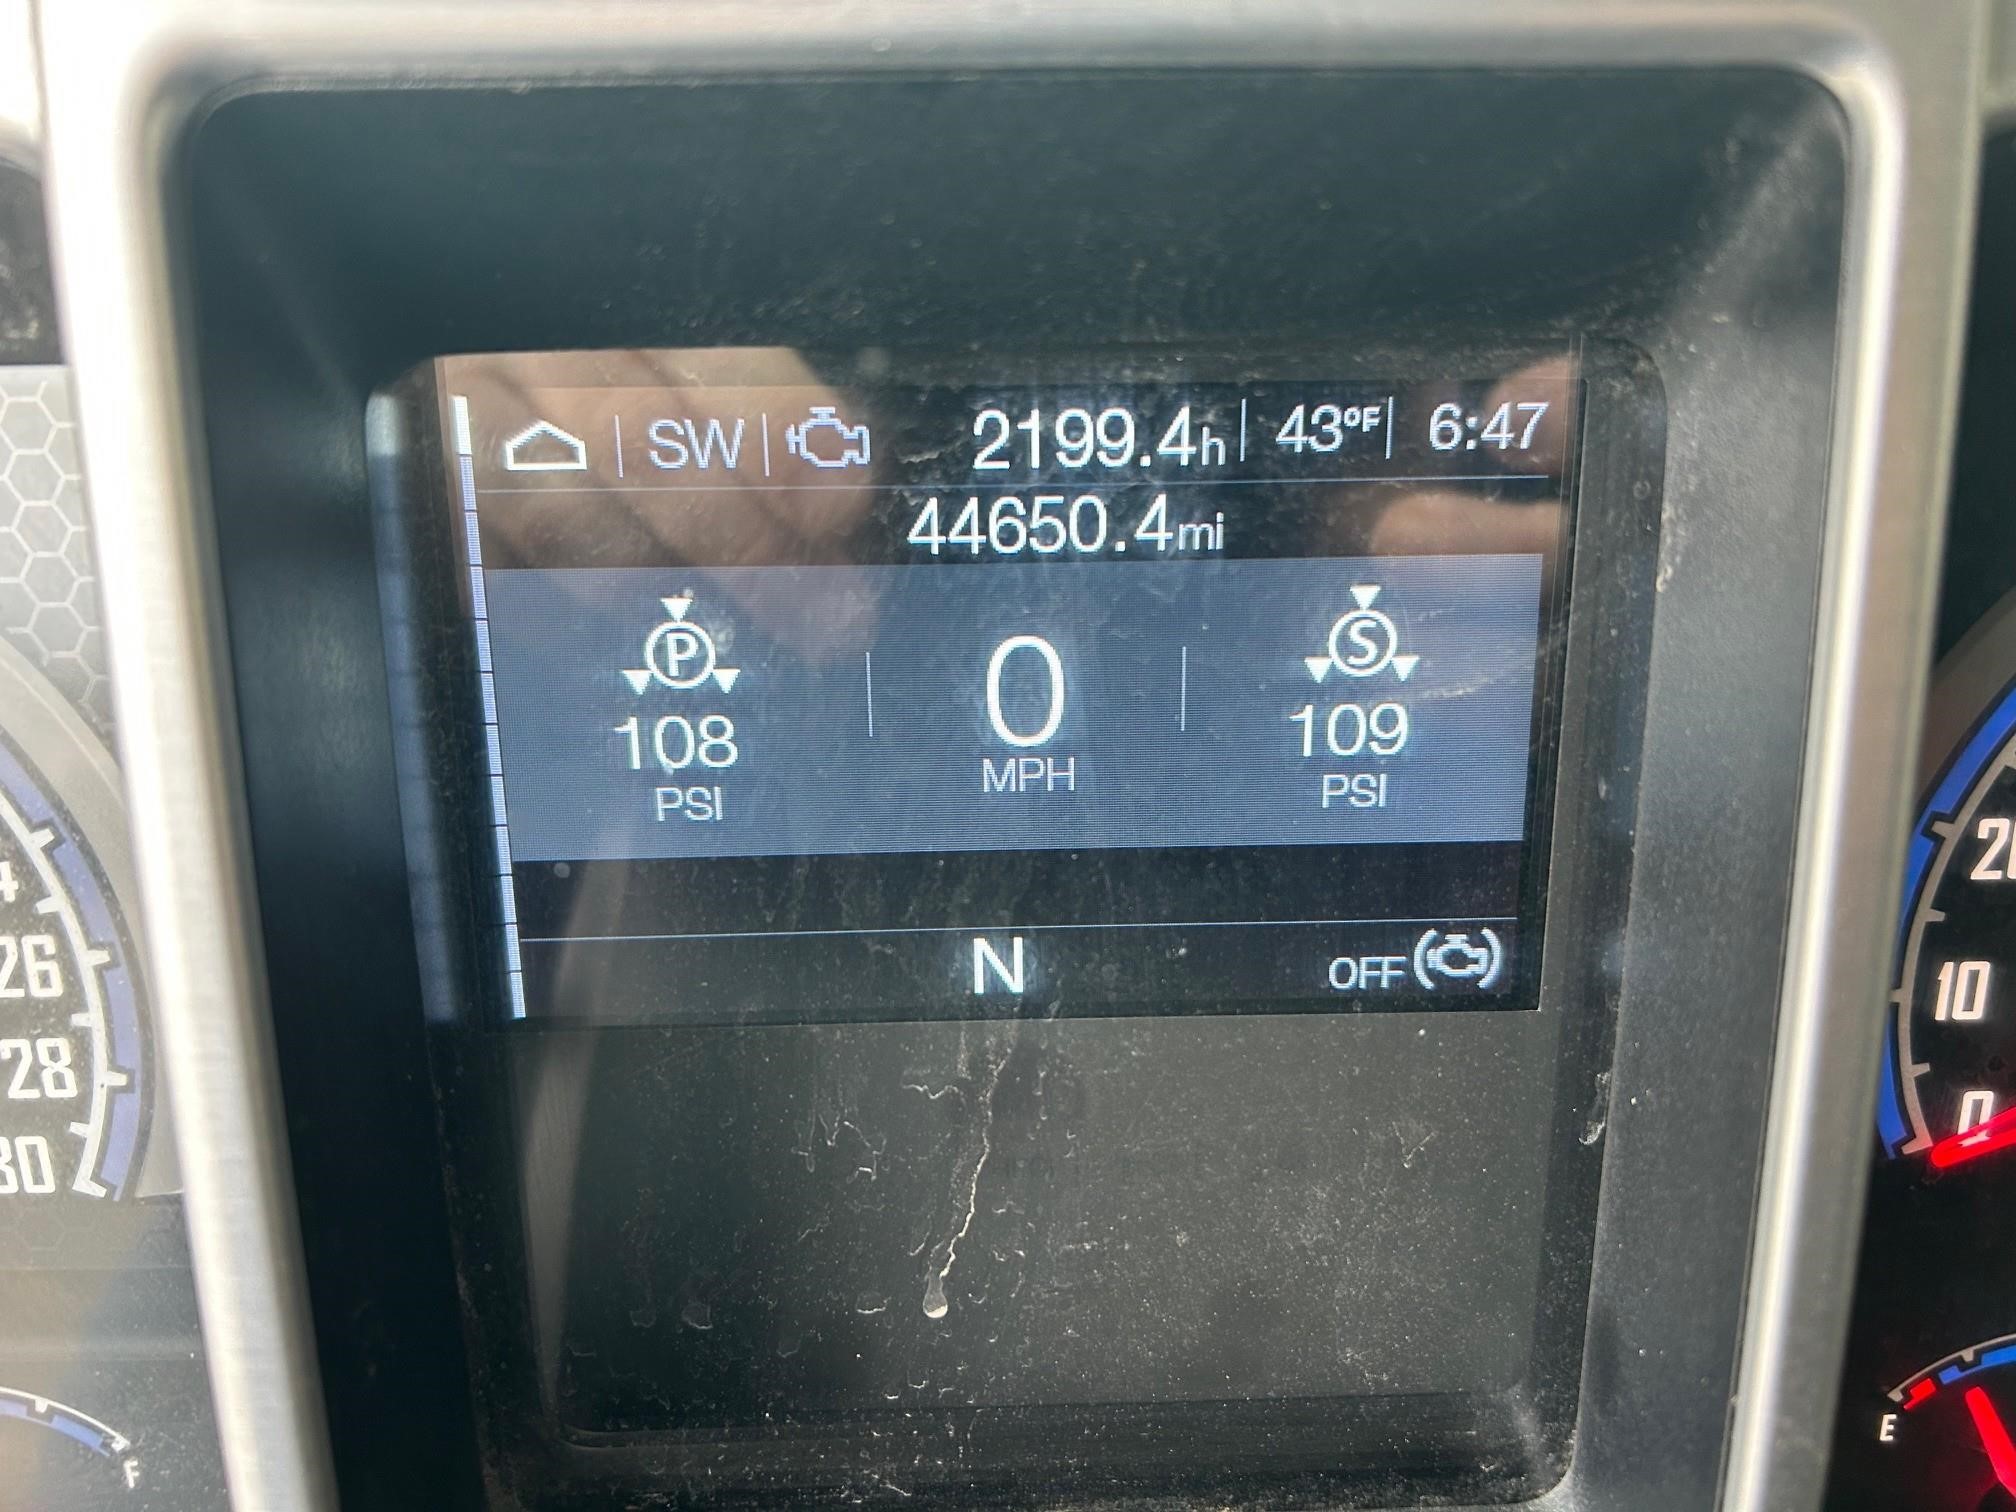 SW 2199.4h 43°F 6:47
44650.4mi
P S
108 0 109
PSI MPH PSI
N OFF
26
28
30
F
10
0
E